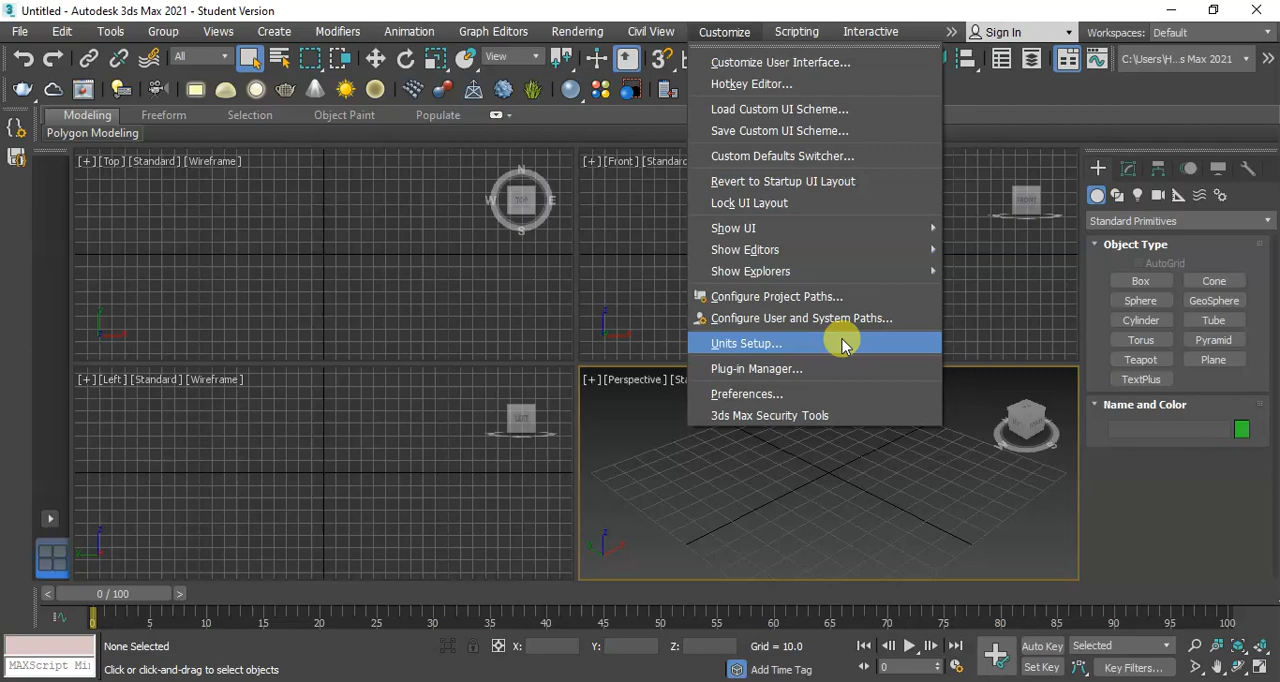 Untitled - Autodesk 3ds Max 2021 - Student Version
File Edit Tools Group Views Create Modifiers Animation Graph Editors Rendering Civil View Customize Scripting Interactive Sign In Workspaces: Default
All View C:\Users\H...s Max 2021
Modeling Freeform Selection Object Paint Populate
Polygon Modeling
Customize User Interface...
Hotkey Editor...
Load Custom UI Scheme...
Save Custom UI Scheme...
Custom Defaults Switcher...
Revert to Startup UI Layout
Lock UI Layout
Show UI
Show Editors
Show Explorers
Configure Project Paths...
Configure User and System Paths...
Units Setup...
Plug-in Manager...
Preferences...
3ds Max Security Tools
[+] [Top] [Standard] [Wireframe]
N
W TOP E
S
[+] [Front] [Standard
FRONT
[+] [Left] [Standard] [Wireframe]
LEFT
[+] [Perspective] [Sta
Standard Primitives
Object Type
AutoGrid
Box Cone
Sphere GeoSphere
Cylinder Tube
Torus Pyramid
Teapot Plane
TextPlus
Name and Color
< 0 / 100 >
0 5 10 15 20 25 30 35 40 45 50 55 60 65 70 75 80 85 90 95 100
None Selected X: Y: Z: Grid = 10.0 Auto Key Selected
MAXScript Mi: Click or click-and-drag to select objects Add Time Tag 0 Set Key Key Filters...